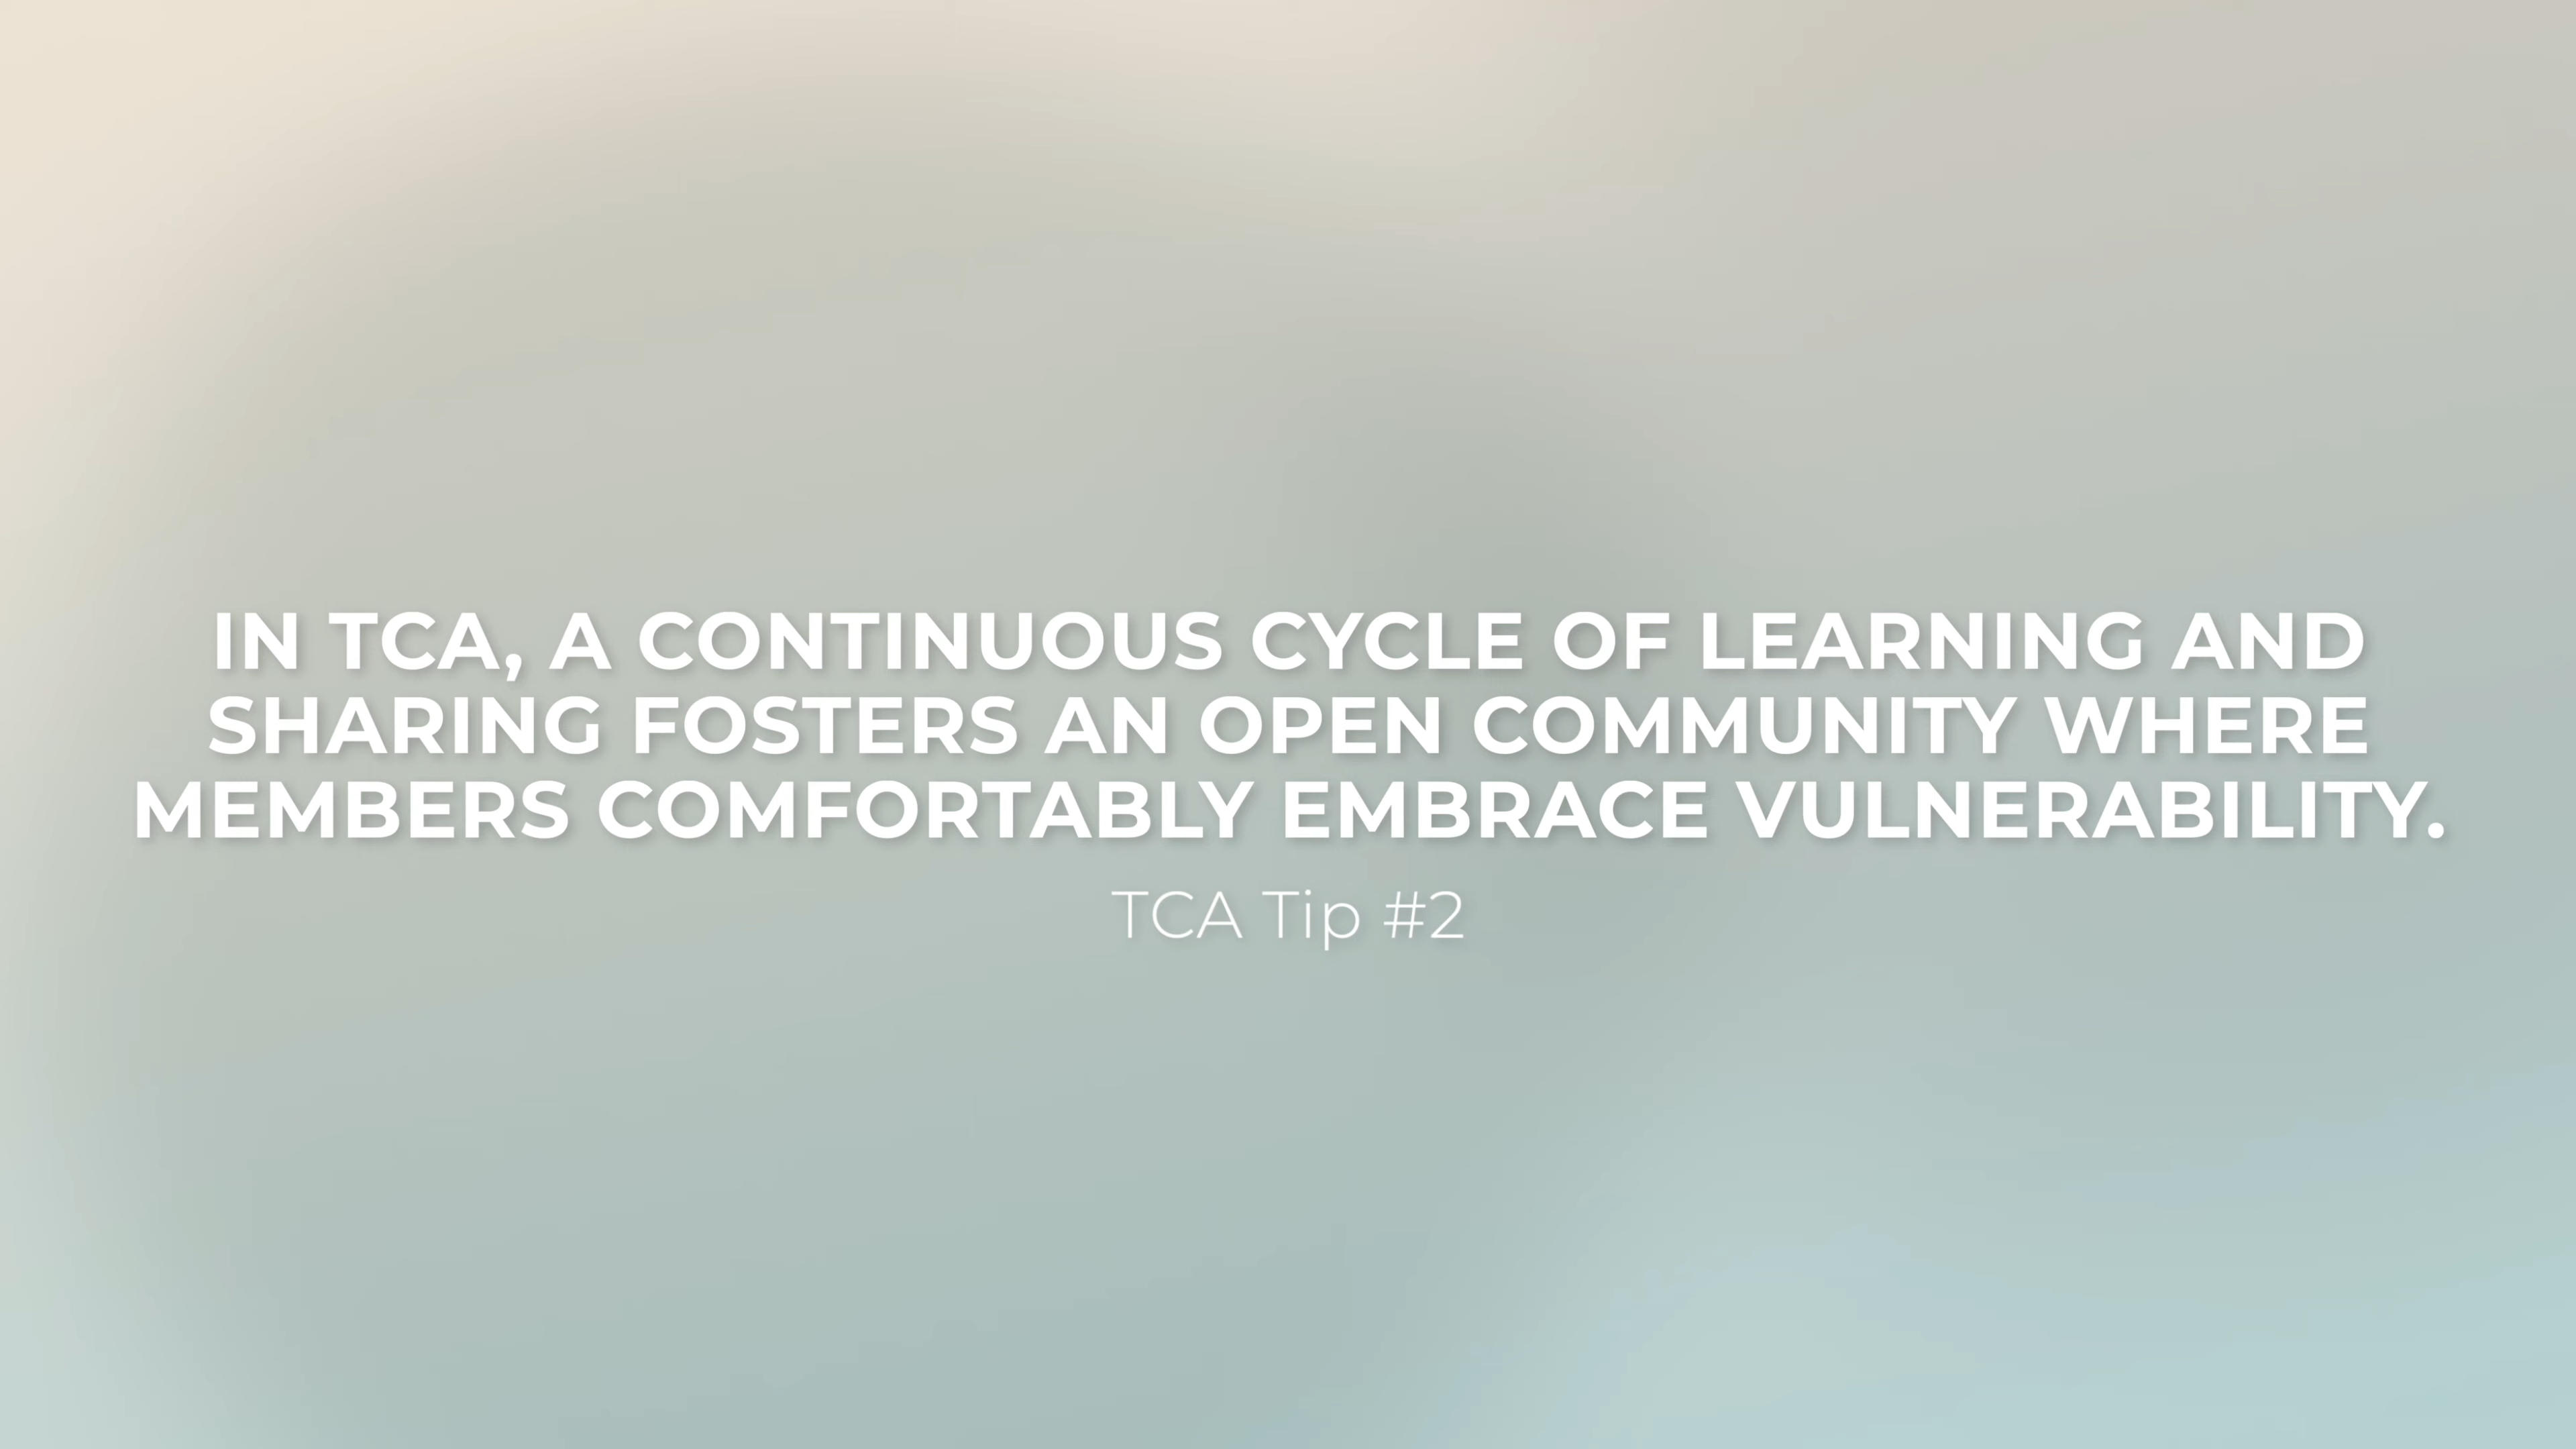 IN TCA, A CONTINUOUS CYCLE OF LEARNING AND
SHARING FOSTERS AN OPEN COMMUNITY WHERE
MEMBERS COMFORTABLY EMBRACE VULNERABILITY.
TCA Tip #2